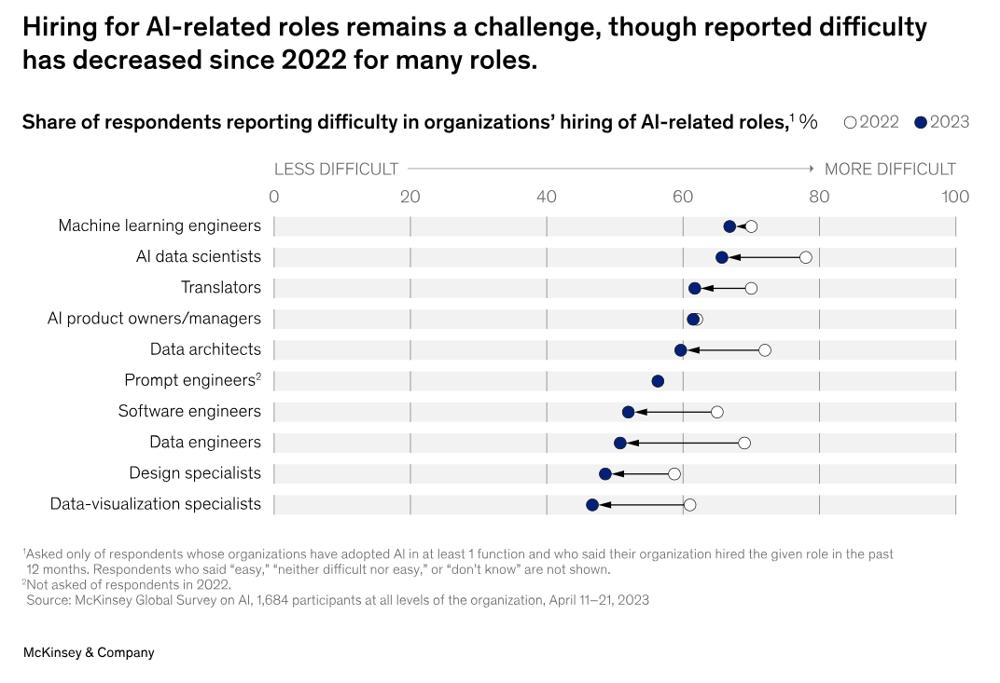 Hiring for AI-related roles remains a challenge, though reported difficulty
has decreased since 2022 for many roles.
Share of respondents reporting difficulty in organizations’ hiring of AI-related roles,¹ % 2022 2023
LESS DIFFICULT MORE DIFFICULT
0 20 40 60 80 100
Machine learning engineers
AI data scientists
Translators
AI product owners/managers
Data architects
Prompt engineers²
Software engineers
Data engineers
Design specialists
Data-visualization specialists
¹Asked only of respondents whose organizations have adopted AI in at least 1 function and who said their organization hired the given role in the past
12 months. Respondents who said “easy,” “neither difficult nor easy,” or “don’t know” are not shown.
²Not asked of respondents in 2022.
Source: McKinsey Global Survey on AI, 1,684 participants at all levels of the organization, April 11–21, 2023
McKinsey & Company